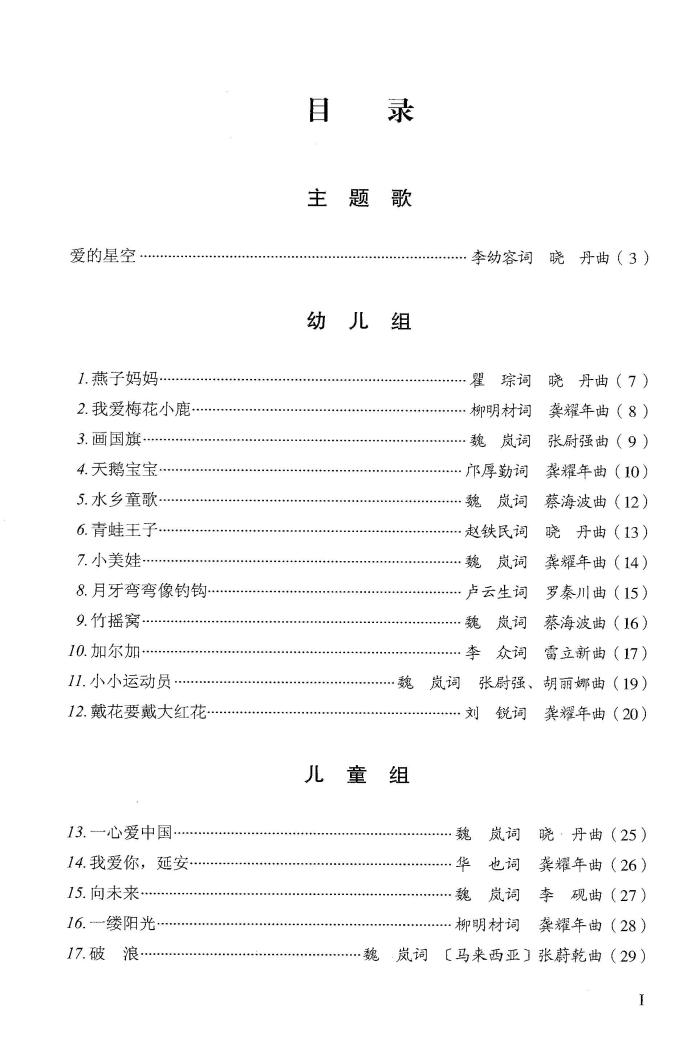 目 录
主 题 歌
爱的星空………………………………李幼容词 晓 丹曲（3）
幼 儿 组
1.燕子妈妈………………………………瞿 琮词 晓 丹曲（7）
2.我爱梅花小鹿………………………………柳明材词 龚耀年曲（8）
3.画国旗………………………………魏 岚词 张尉强曲（9）
4.天鹅宝宝………………………………邝厚勤词 龚耀年曲（10）
5.水乡童歌………………………………魏 岚词 蔡海波曲（12）
6.青蛙王子………………………………赵铁民词 晓 丹曲（13）
7.小美娃………………………………魏 岚词 龚耀年曲（14）
8.月牙弯弯像钓钩………………………………卢云生词 罗秦川曲（15）
9.竹摇窝………………………………魏 岚词 蔡海波曲（16）
10.加尔加………………………………李 众词 雷立新曲（17）
11.小小运动员………………………………魏 岚词 张尉强、胡丽娜曲（19）
12.戴花要戴大红花………………………………刘 锐词 龚耀年曲（20）
儿 童 组
13.一心爱中国………………………………魏 岚词 晓 丹曲（25）
14.我爱你，延安………………………………华 也词 龚耀年曲（26）
15.向未来………………………………魏 岚词 李 砚曲（27）
16.一缕阳光………………………………柳明材词 龚耀年曲（28）
17.破 浪………………………………魏 岚词 〔马来西亚〕张蔚乾曲（29）
I